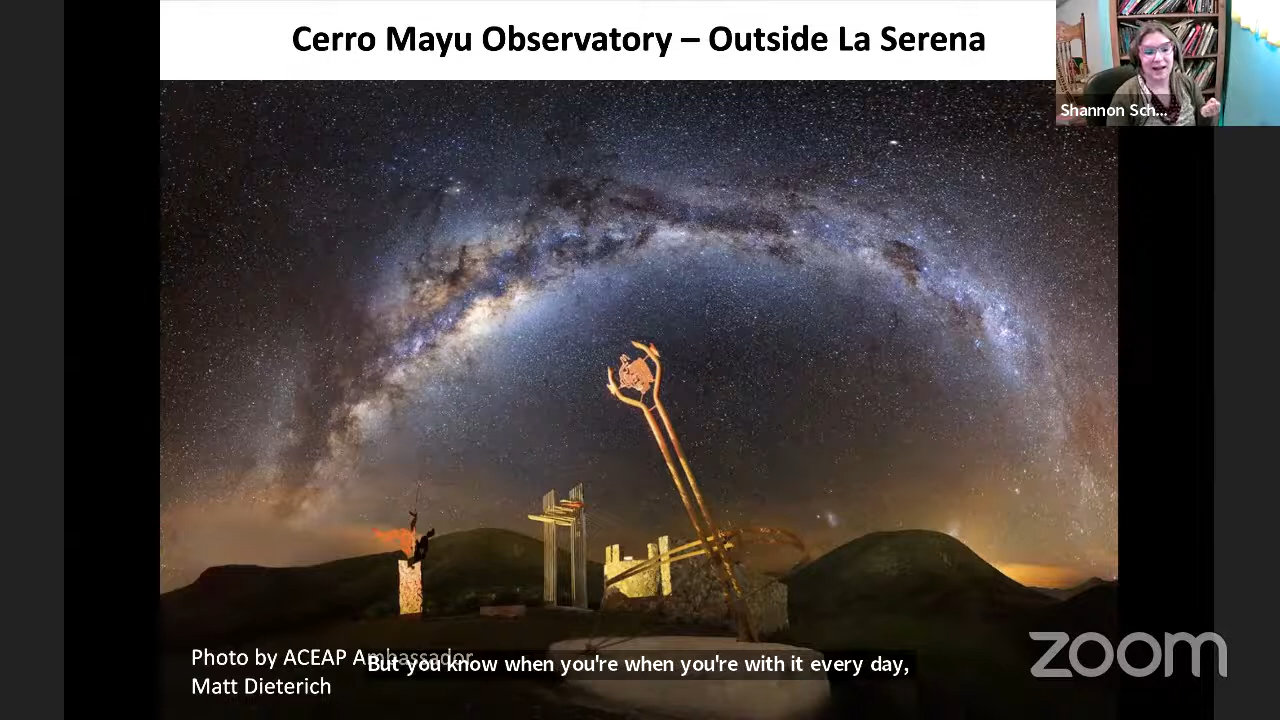 Cerro Mayu Observatory – Outside La Serena
Shannon Sch...
Photo by ACEAP Ambassador
Matt Dieterich
But you know when you're when you're with it every day,
zoom